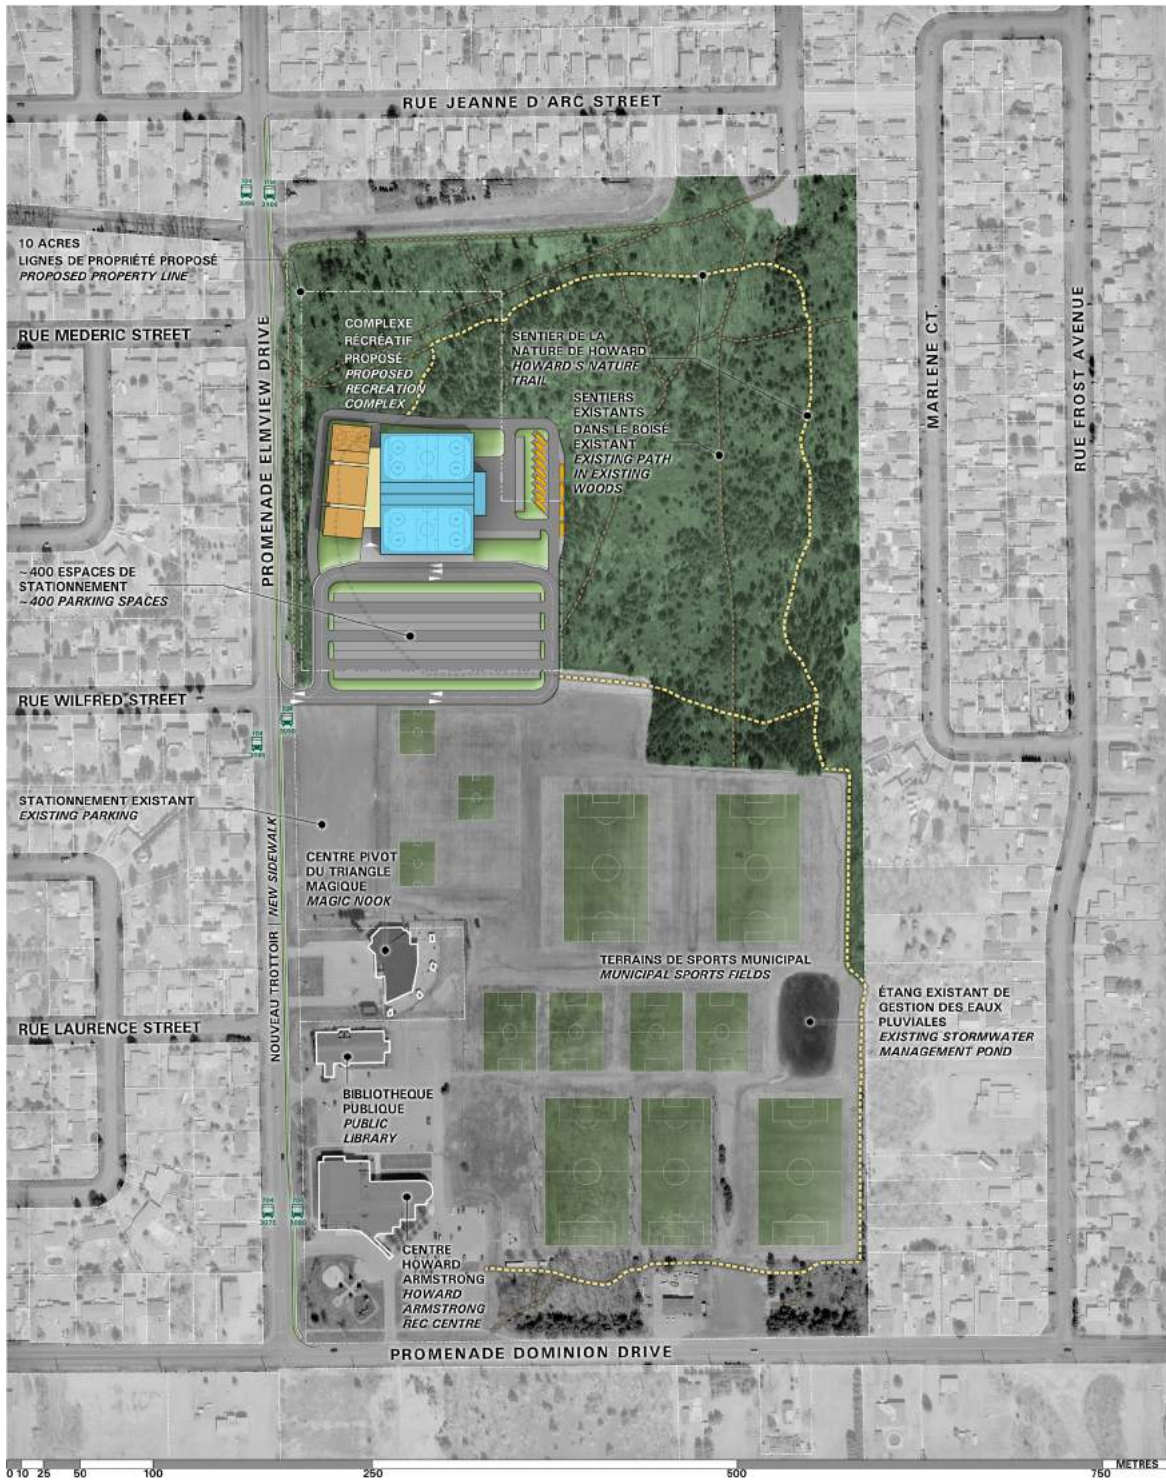 RUE JEANNE D'ARC STREET
10 ACRES
LIGNES DE PROPRIÉTÉ PROPOSÉ
PROPOSED PROPERTY LINE
RUE MEDERIC STREET
PROMENADE ELMVIEW DRIVE
COMPLEXE
RÉCRÉATIF
PROPOSÉ
PROPOSED
RECREATION
COMPLEX
SENTIER DE LA
NATURE DE HOWARD
HOWARD'S NATURE
TRAIL
SENTIERS
EXISTANTS
DANS LE BOISÉ
EXISTANT
EXISTING PATH
IN EXISTING
WOODS
MARLENE CT.
RUE FROST AVENUE
~400 ESPACES DE
STATIONNEMENT
~400 PARKING SPACES
RUE WILFRED STREET
STATIONNEMENT EXISTANT
EXISTING PARKING
NOUVEAU TROTTOIR | NEW SIDEWALK
CENTRE PIVOT
DU TRIANGLE
MAGIQUE
MAGIC NOOK
TERRAINS DE SPORTS MUNICIPAL
MUNICIPAL SPORTS FIELDS
ÉTANG EXISTANT DE
GESTION DES EAUX
PLUVIALES
EXISTING STORMWATER
MANAGEMENT POND
RUE LAURENCE STREET
BIBLIOTHEQUE
PUBLIQUE
PUBLIC
LIBRARY
CENTRE
HOWARD
ARMSTRONG
HOWARD
ARMSTRONG
REC CENTRE
PROMENADE DOMINION DRIVE
0 10 25 50 100 250 500 750 METRES